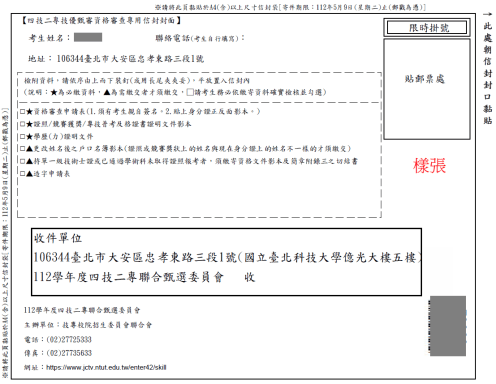 ※請將此頁黏貼於A4(含)以上尺寸信封袋[寄件期限：112年5月9日(星期二)止(郵戳為憑)]
【四技二專技優甄審資格審查專用信封封面】
限時掛號
考生姓名：
聯絡電話(考生自行填寫)：
地址： 106344臺北市大安區忠孝東路三段1號
貼郵票處
檢附資料，請依序由上而下裝釘(或用長尾夾夾妥)，平放置入信封內
(說明：★為必繳資料，▲為需繳交者才須繳交，□請考生務必依繳寄資料確實檢核並勾選)
□★資格審查申請表(1.須有考生親自簽名。2.貼上身分證正反面影本。)
□★證照/競賽獲獎/專技普考及格證書證明文件影本
□★學歷(力)證明文件
□▲更改姓名後之戶口名簿影本(證照或競賽獎狀上的姓名與現在身分證上的姓名不一樣的才須繳交)
□▲持單一級技術士證或已通過學術科未取得證照報考者，須繳寄資格文件影本及簡章附錄三之切結書
□▲造字申請表
樣張
收件單位
106344臺北市大安區忠孝東路三段1號(國立臺北科技大學億光大樓五樓)
112學年度四技二專聯合甄選委員會 收
112學年度四技二專聯合甄選委員會
主辦單位：技專校院招生委員會聯合會
電話：(02)27725333
傳真：(02)27735633
網址：https://www.jctv.ntut.edu.tw/enter42/skill
→此處朝信封封口黏貼
※請將此頁黏貼於A4(含)以上尺寸信封袋[寄件期限：112年5月9日(星期二)止(郵戳為憑)]